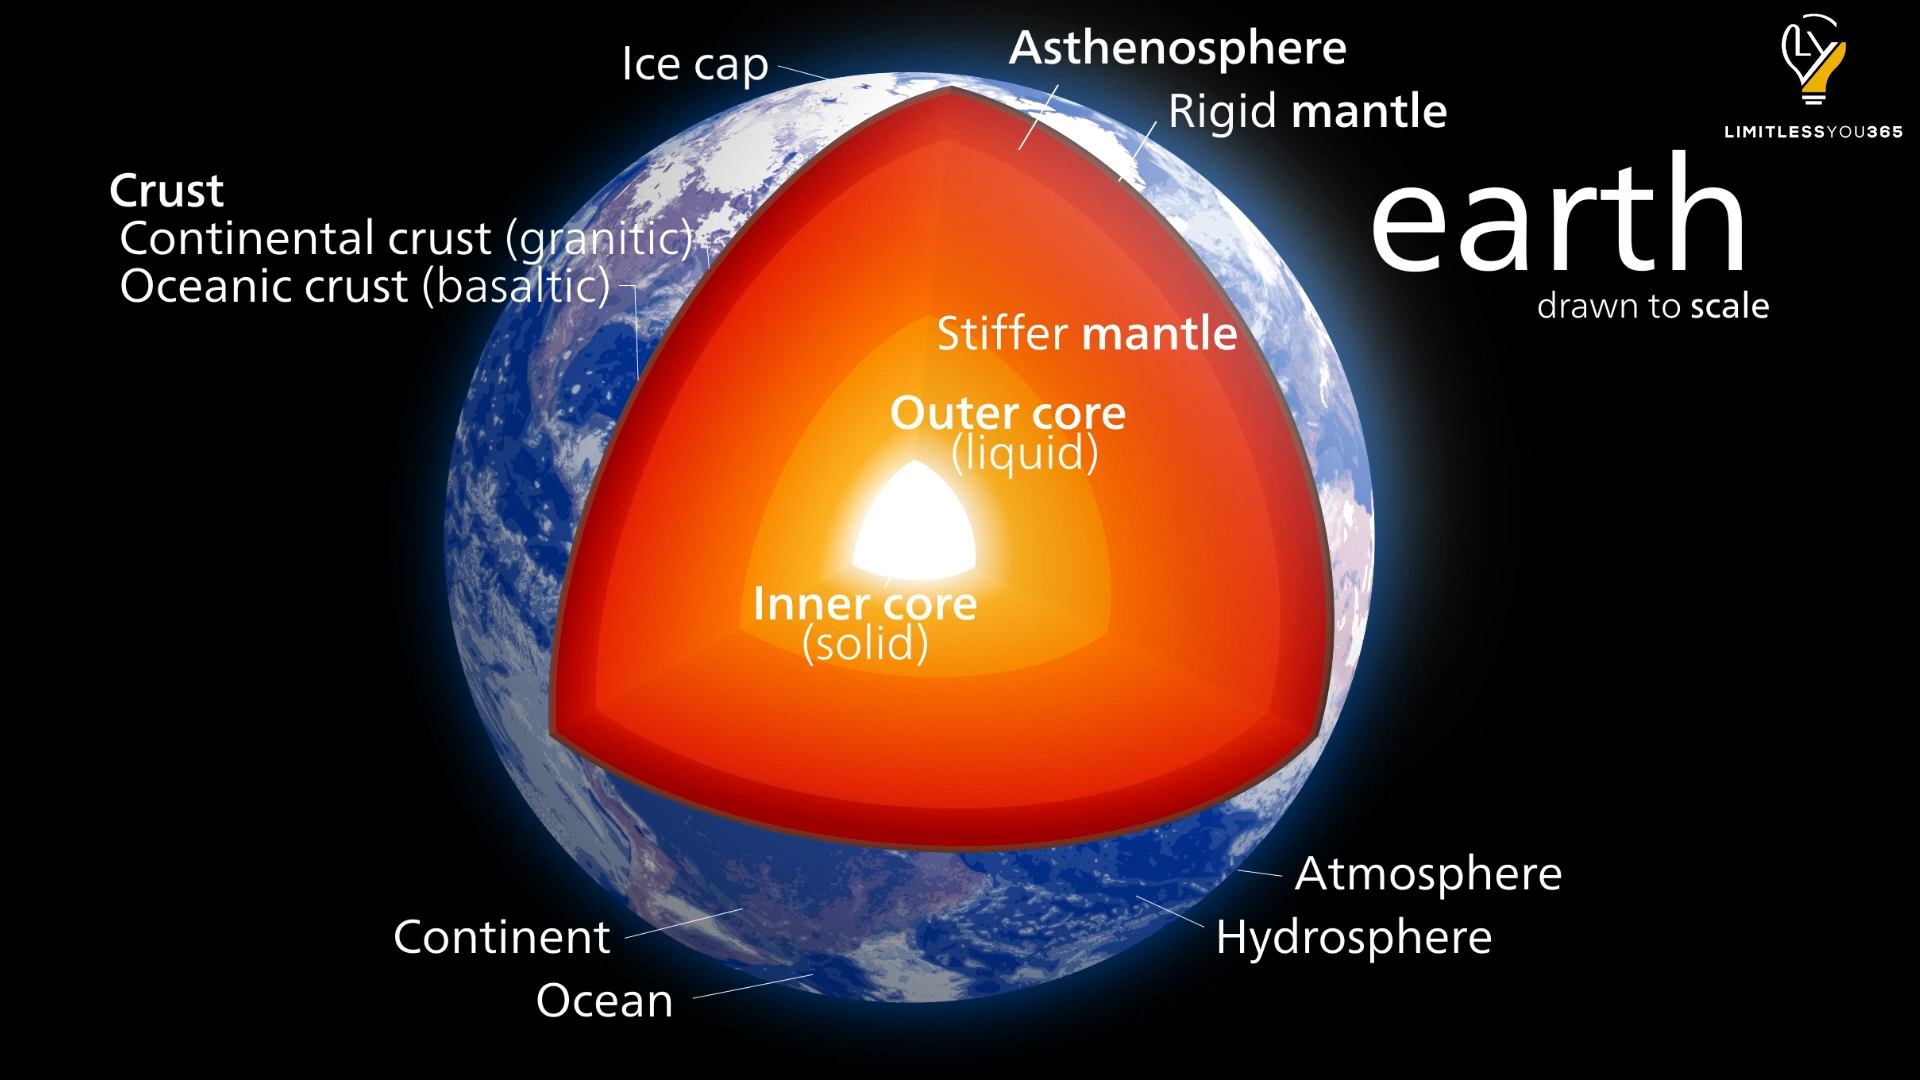 Ice cap
Asthenosphere
Rigid mantle
LY
LIMITLESSYOU365
earth
drawn to scale
Crust
Continental crust (granitic)
Oceanic crust (basaltic)
Stiffer mantle
Outer core
(liquid)
Inner core
(solid)
Atmosphere
Hydrosphere
Continent
Ocean